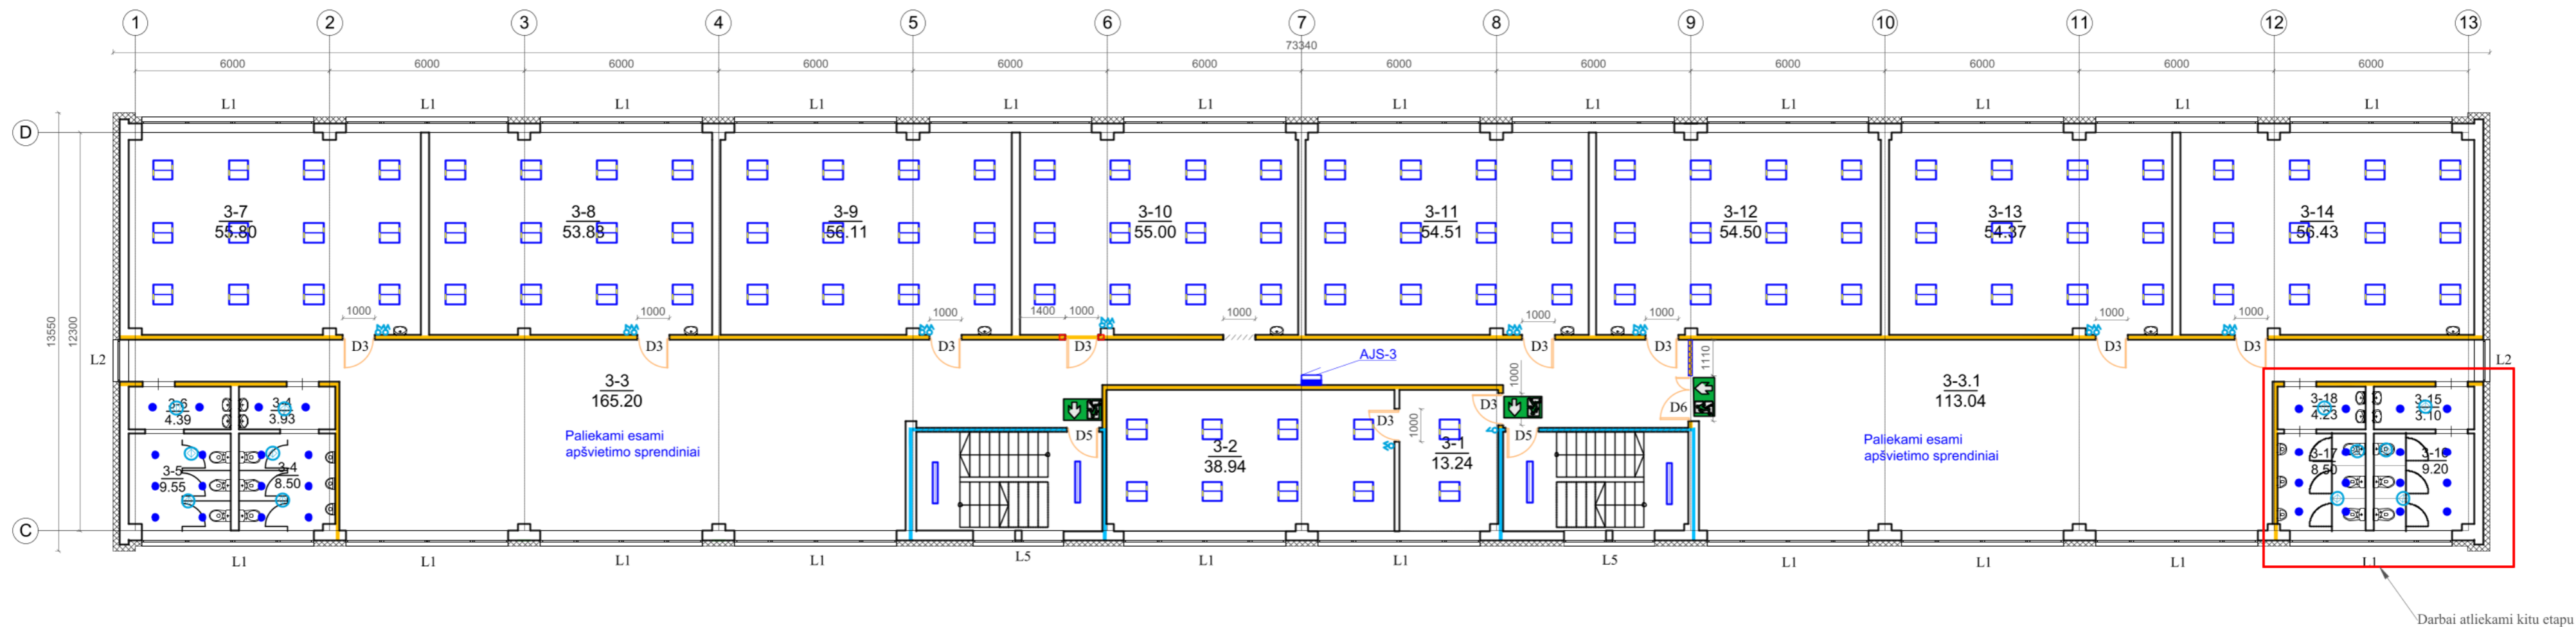 1 2 3 4 5 6 7 8 9 10 11 12 13
73340
6000 6000 6000 6000 6000 6000 6000 6000 6000 6000 6000 6000
L1 L1 L1 L1 L1 L1 L1 L1 L1 L1 L1 L1
D
3-7
55.80
3-8
53.88
3-9
56.11
3-10
55.00
3-11
54.51
3-12
54.50
3-13
54.37
3-14
56.43
13550
12300
1000 1000 1000 1400 1000 1000 1000 1000 1000 1000
L2 D3 D3 D3 D3 D3 D3 D3 D3 L2
AJS-3
1110
1000
3-3
165.20
3-3.1
113.04
3-6
4.39
3-4
3.93
D3
D3
D6
3-18
4.23
3-15
3.10
1000
D5
D5
Paliekami esami
apšvietimo sprendiniai
3-2
38.94
3-1
13.24
Paliekami esami
apšvietimo sprendiniai
3-5
9.55
3-4
8.50
3-17
8.50
3-16
9.20
C
L1 L1 L1 L1 L5 L1 L1 L5 L1 L1 L1 L1
Darbai atliekami kitu etapu